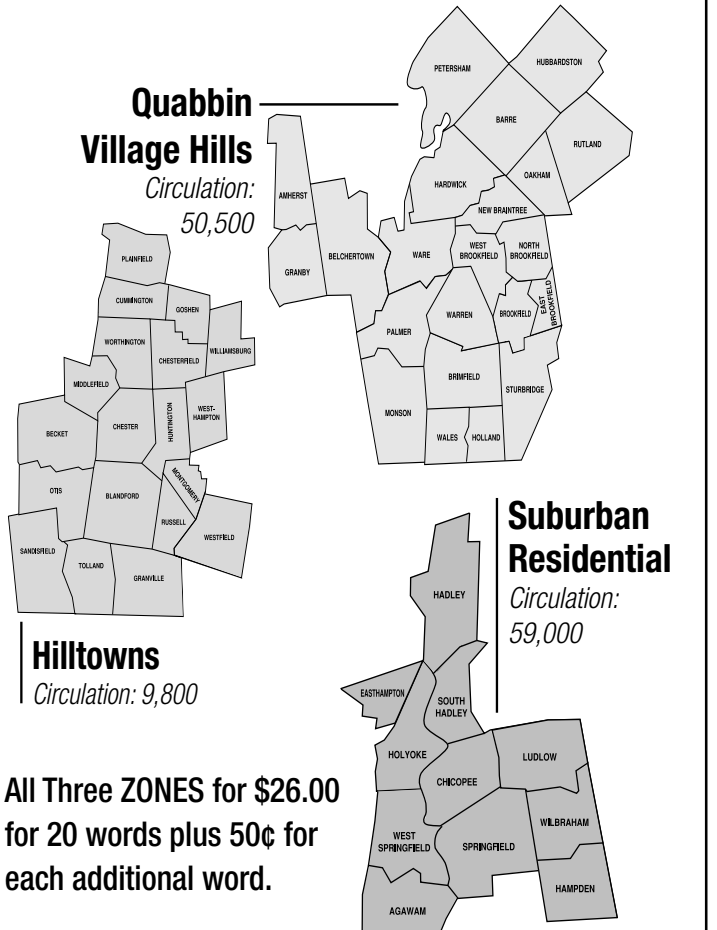 Quabbin
Village Hills
Circulation:
50,500
PETERSHAM
HUBBARDSTON
BARRE
RUTLAND
OAKHAM
HARDWICK
NEW BRAINTREE
AMHERST
GRANBY
BELCHERTOWN
WARE
WEST
BROOKFIELD
NORTH
BROOKFIELD
EAST
BROOKFIELD
BROOKFIELD
WARREN
PALMER
BRIMFIELD
STURBRIDGE
MONSON
WALES
HOLLAND
PLAINFIELD
CUMMINGTON
GOSHEN
WORTHINGTON
CHESTERFIELD
WILLIAMSBURG
MIDDLEFIELD
BECKET
CHESTER
HUNTINGTON
WEST-
HAMPTON
OTIS
BLANDFORD
MONTGOMERY
RUSSELL
WESTFIELD
SANDISFIELD
TOLLAND
GRANVILLE
Hilltowns
Circulation: 9,800
Suburban
Residential
Circulation:
59,000
HADLEY
EASTHAMPTON
SOUTH
HADLEY
HOLYOKE
CHICOPEE
LUDLOW
WEST
SPRINGFIELD
SPRINGFIELD
WILBRAHAM
HAMPDEN
AGAWAM
All Three ZONES for $26.00
for 20 words plus 50¢ for
each additional word.